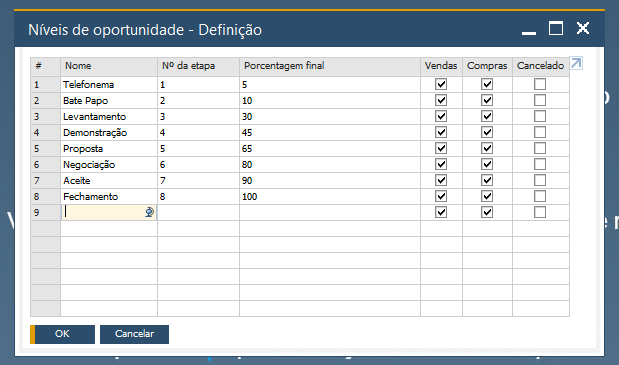 Níveis de oportunidade - Definição
# Nome Nº da etapa Porcentagem final Vendas Compras Cancelado
1 Telefonema 1 5
2 Bate Papo 2 10
3 Levantamento 3 30
4 Demonstração 4 45
5 Proposta 5 65
6 Negociação 6 80
7 Aceite 7 90
8 Fechamento 8 100
9
OK Cancelar